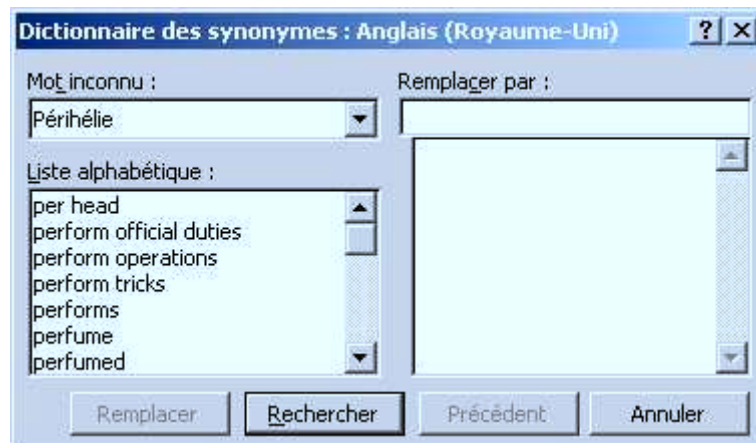 Dictionnaire des synonymes : Anglais (Royaume-Uni)
Mot inconnu :
Périhélie
Remplacer par :
Liste alphabétique :
per head
perform official duties
perform operations
perform tricks
performs
perfume
perfumed
Remplacer
Rechercher
Précédent
Annuler